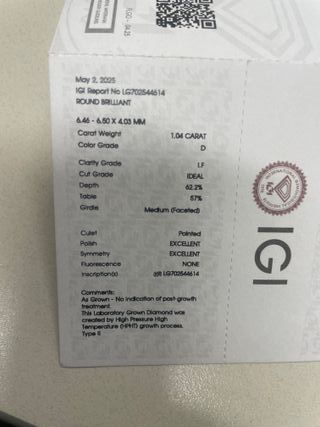 May 2, 2025
IGI Report No LG702544614
ROUND BRILLIANT
6.46 - 6.50 X 4.03 MM
Carat Weight 1.04 CARAT
Color Grade D
Clarity Grade I.F
Cut Grade IDEAL
Depth 62.2%
Table 57%
Girdle Medium (Faceted)
Culet Pointed
Polish EXCELLENT
Symmetry EXCELLENT
Fluorescence NONE
Inscription(s) LG702544614
Comments:
As Grown - No indication of post-growth
treatment
This Laboratory Grown Diamond was
created by High Pressure High
Temperature (HPHT) growth process.
Type II
IGI